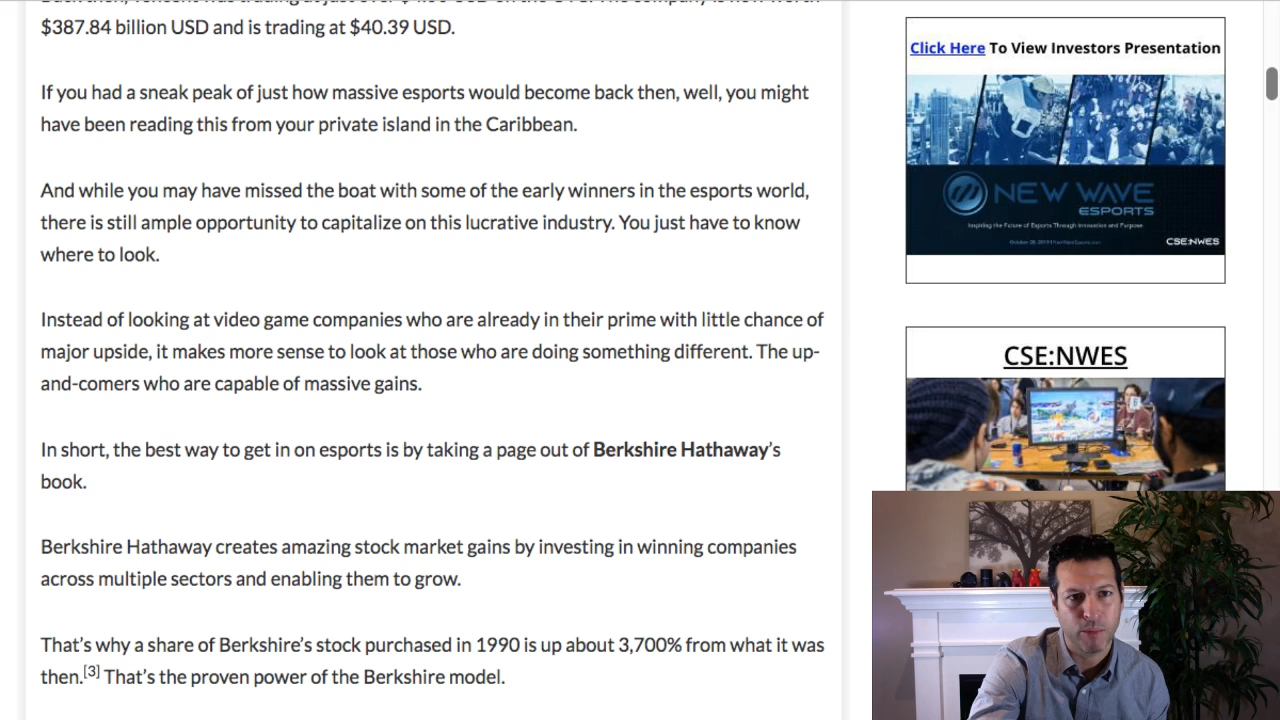 $387.84 billion USD and is trading at $40.39 USD.
If you had a sneak peak of just how massive esports would become back then, well, you might
have been reading this from your private island in the Caribbean.
And while you may have missed the boat with some of the early winners in the esports world,
there is still ample opportunity to capitalize on this lucrative industry. You just have to know
where to look.
Instead of looking at video game companies who are already in their prime with little chance of
major upside, it makes more sense to look at those who are doing something different. The up-
and-comers who are capable of massive gains.
In short, the best way to get in on esports is by taking a page out of Berkshire Hathaway's
book.
Berkshire Hathaway creates amazing stock market gains by investing in winning companies
across multiple sectors and enabling them to grow.
That's why a share of Berkshire's stock purchased in 1990 is up about 3,700% from what it was
then.[3] That's the proven power of the Berkshire model.
Click Here To View Investors Presentation
NEW WAVE
ESPORTS
Inspiring the Future of Esports Through Innovation and Purpose
CSE:NWES
CSE:NWES